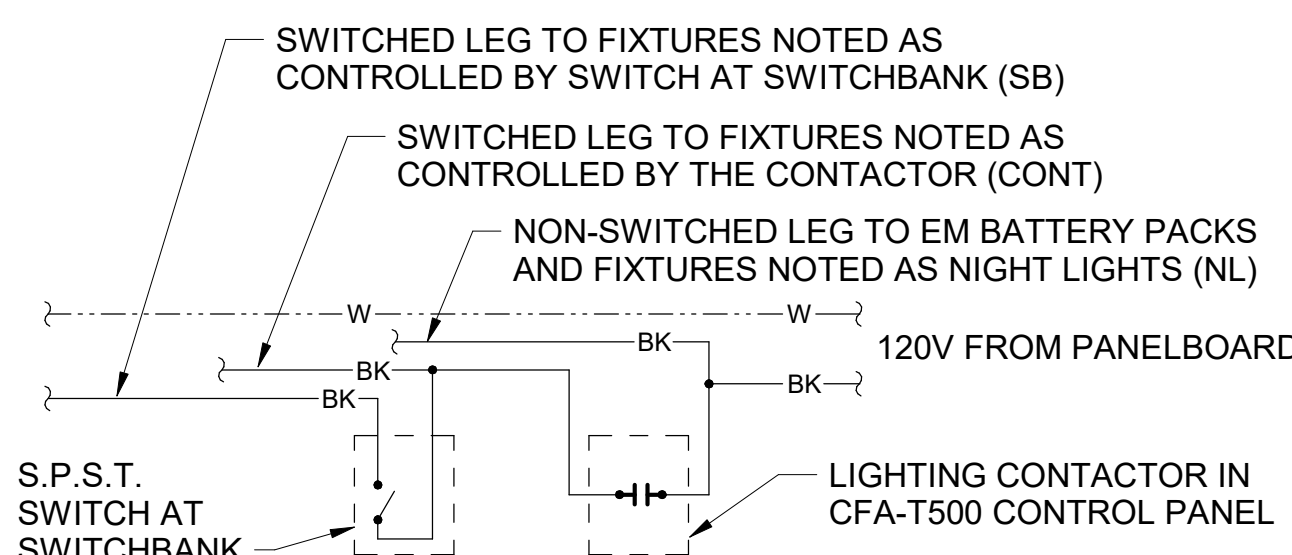 SWITCHED LEG TO FIXTURES NOTED AS
CONTROLLED BY SWITCH AT SWITCHBANK (SB)
SWITCHED LEG TO FIXTURES NOTED AS
CONTROLLED BY THE CONTACTOR (CONT)
NON-SWITCHED LEG TO EM BATTERY PACKS
AND FIXTURES NOTED AS NIGHT LIGHTS (NL)
W W
BK
120V FROM PANELBOARD
BK
BK
BK
S.P.S.T.
SWITCH AT
SWITCHBANK
LIGHTING CONTACTOR IN
CFA-T500 CONTROL PANEL